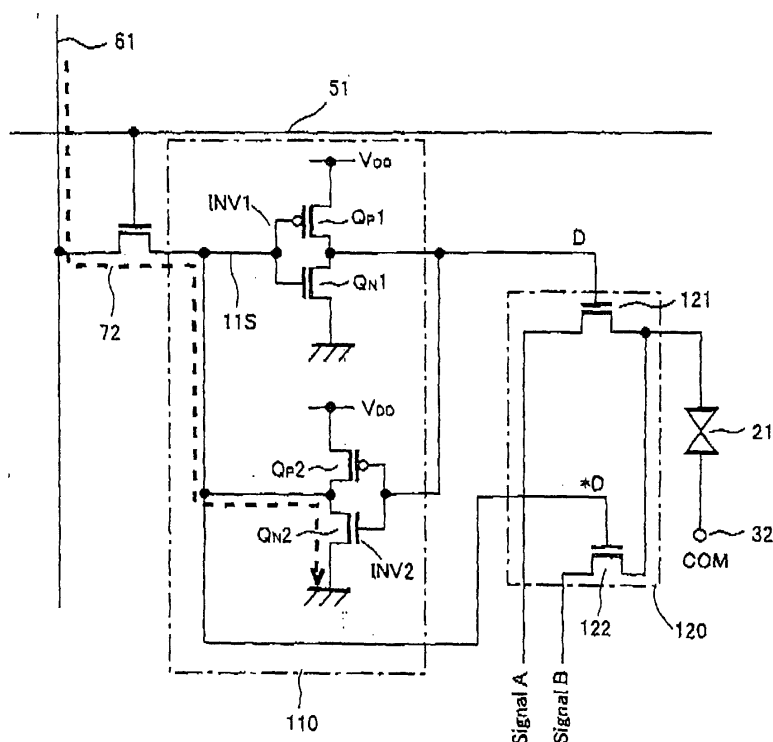 61
51
VDD
INV1
QP1
D
121
QN1
72
11S
VDD
21
QP2
*D
32
QN2
INV2
COM
122
120
Signal A
Signal B
110